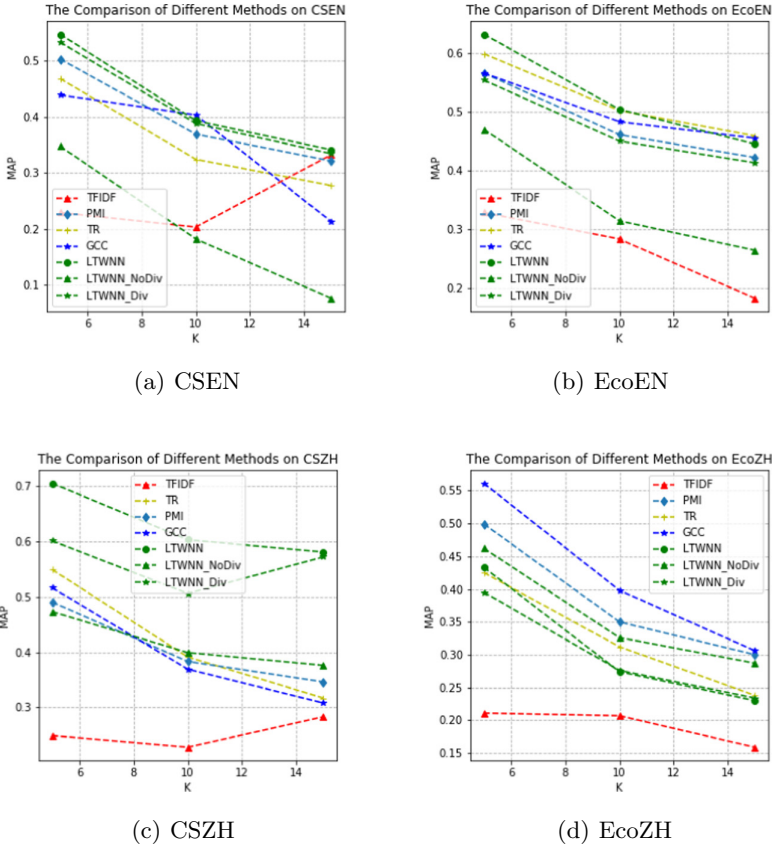 The Comparison of Different Methods on CSEN
0.5
0.4
0.3
0.2
0.1
MAP
TFIDF
PMI
TR
GCC
LTWNN
LTWNN_NoDiv
LTWNN_Div
6 8 10 12 14
K
(a) CSEN
The Comparison of Different Methods on EcoEN
0.6
0.5
0.4
0.3
0.2
MAP
TFIDF
PMI
TR
GCC
LTWNN
LTWNN_NoDiv
LTWNN_Div
6 8 10 12 14
K
(b) EcoEN
The Comparison of Different Methods on CSZH
0.7
0.6
0.5
0.4
0.3
MAP
TFIDF
TR
PMI
GCC
LTWNN
LTWNN_NoDiv
LTWNN_Div
6 8 10 12 14
K
(c) CSZH
The Comparison of Different Methods on EcoZH
0.55
0.50
0.45
0.40
0.35
0.30
0.25
0.20
0.15
MAP
TFIDF
PMI
TR
GCC
LTWNN
LTWNN_NoDiv
LTWNN_Div
6 8 10 12 14
K
(d) EcoZH